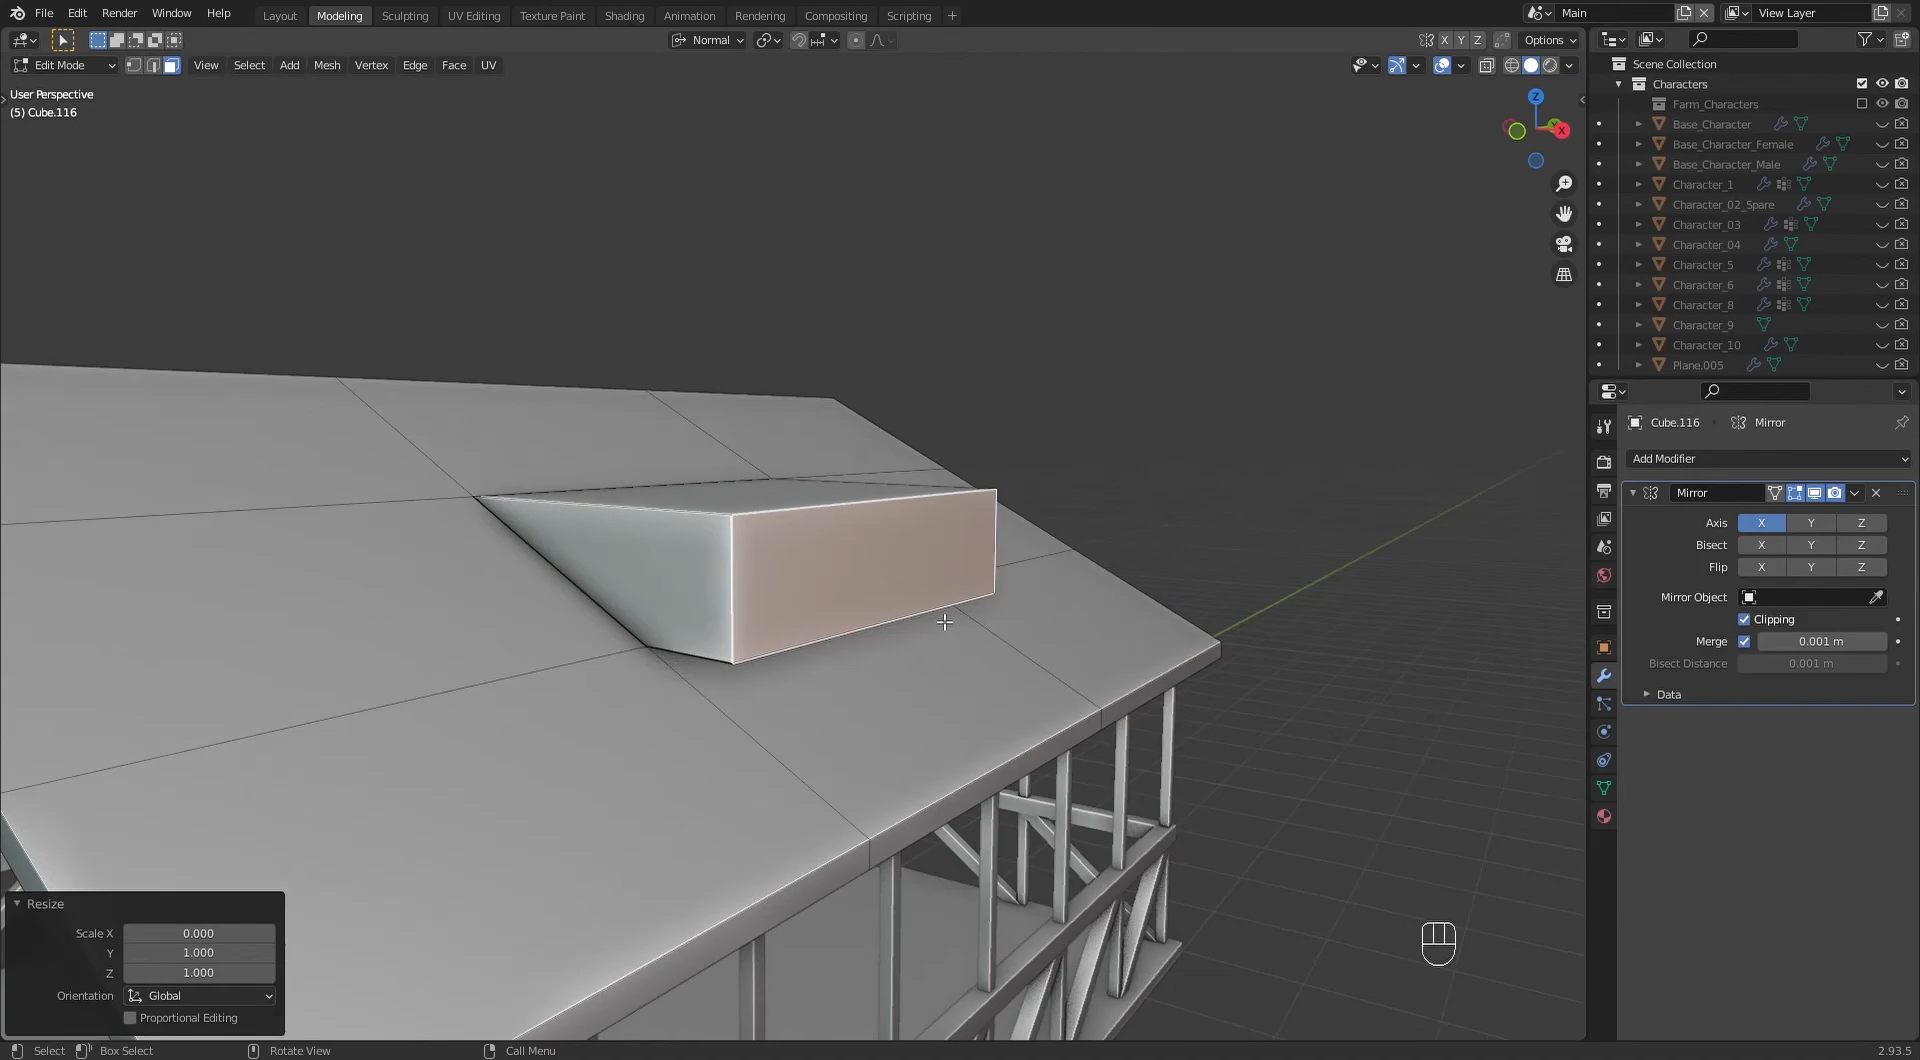 File Edit Render Window Help Layout Modeling Sculpting UV Editing Texture Paint Shading Animation Rendering Compositing Scripting + Main View Layer
Normal X Y Z Options
Edit Mode View Select Add Mesh Vertex Edge Face UV
User Perspective
(5) Cube.116
Z
Y
X
Scene Collection
Characters
Farm_Characters
Base_Character
Base_Character_Female
Base_Character_Male
Character_1
Character_02_Spare
Character_03
Character_04
Character_5
Character_6
Character_8
Character_9
Character_10
Plane.005
Cube.116 Mirror
Add Modifier
Mirror
Axis X Y Z
Bisect X Y Z
Flip X Y Z
Mirror Object
Clipping
Merge 0.001 m
Bisect Distance 0.001 m
Data
Resize
Scale X 0.000
Y 1.000
Z 1.000
Orientation Global
Proportional Editing
Select Box Select Rotate View Call Menu 2.93.5